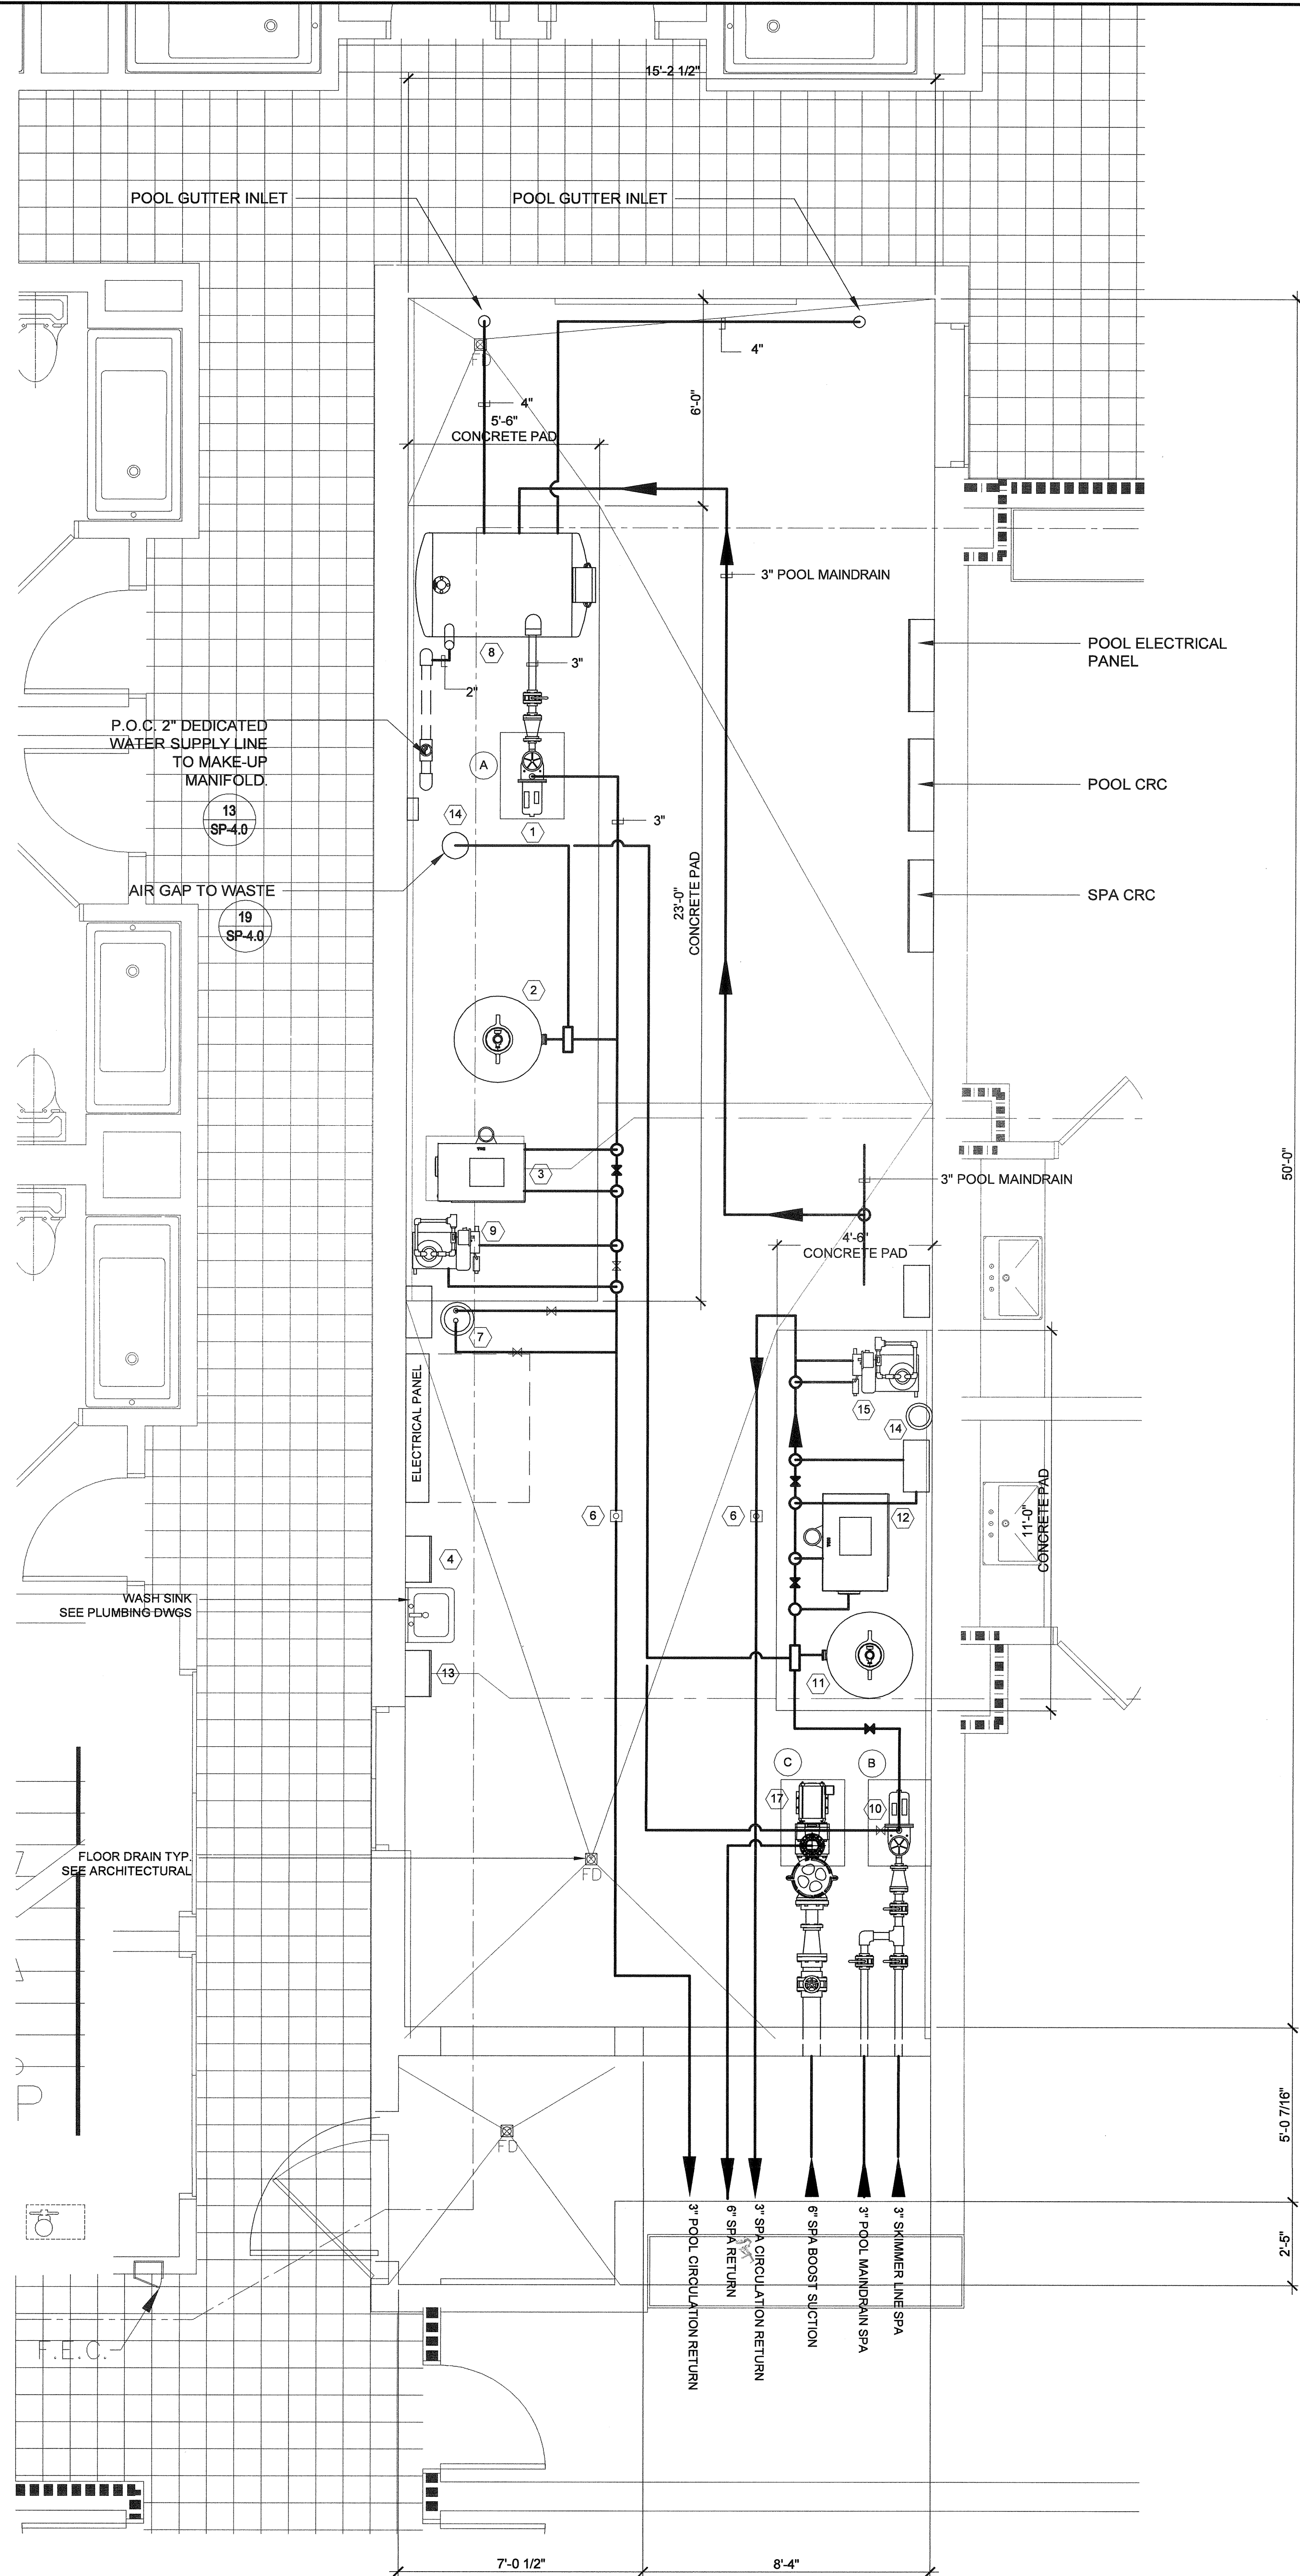 15'-2 1/2"
POOL GUTTER INLET
POOL GUTTER INLET
FD
4"
4"
5'-6"
CONCRETE PAD
6'-0"
3" POOL MAINDRAIN
POOL ELECTRICAL
PANEL
8
3"
2"
P.O.C. 2" DEDICATED
WATER SUPPLY LINE
TO MAKE-UP
MANIFOLD.
A
POOL CRC
13
SP-4.0
14
1
3"
AIR GAP TO WASTE
SPA CRC
19
SP-4.0
23'-0"
CONCRETE PAD
2
3
3" POOL MAINDRAIN
50'-0"
9
4'-6"
CONCRETE PAD
7
ELECTRICAL PANEL
15
14
6
6
12
11'-0"
CONCRETE PAD
4
WASH SINK
SEE PLUMBING DWGS
13
11
C
B
17
10
FLOOR DRAIN TYP.
SEE ARCHITECTURAL
FD
P
FD
5'-0 7/16"
3" POOL CIRCULATION RETURN
6" SPA RETURN
3" SPA CIRCULATION RETURN
6" SPA BOOST SUCTION
3" POOL MAINDRAIN SPA
3" SKIMMER LINE SPA
2'-5"
F.E.C.
7'-0 1/2"
8'-4"